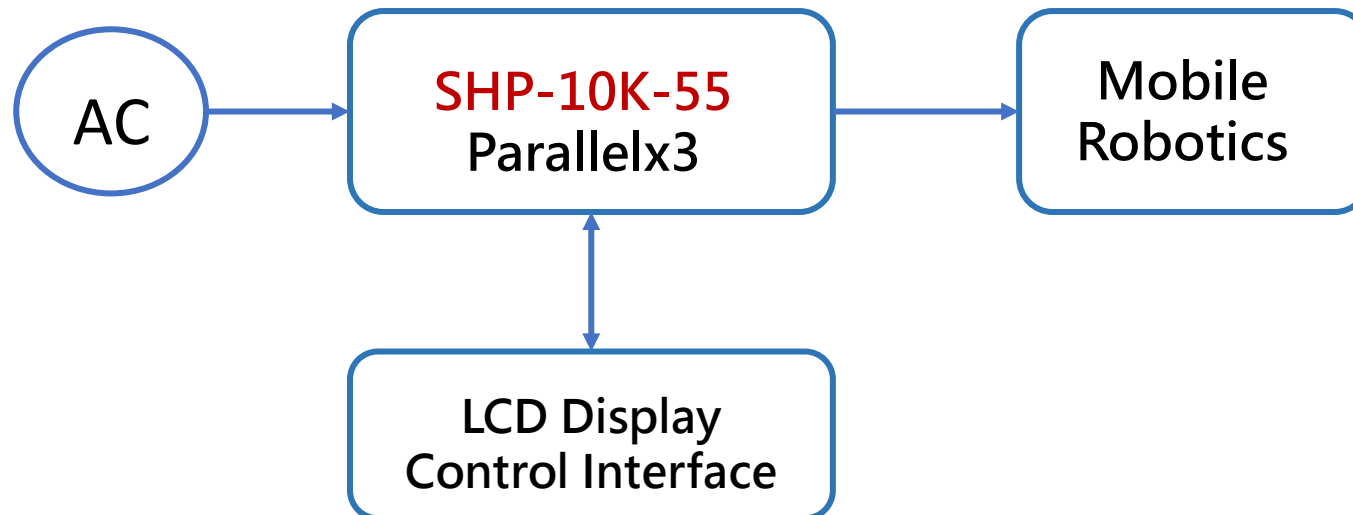 AC
SHP-10K-55
Parallelx3
Mobile
Robotics
LCD Display
Control Interface